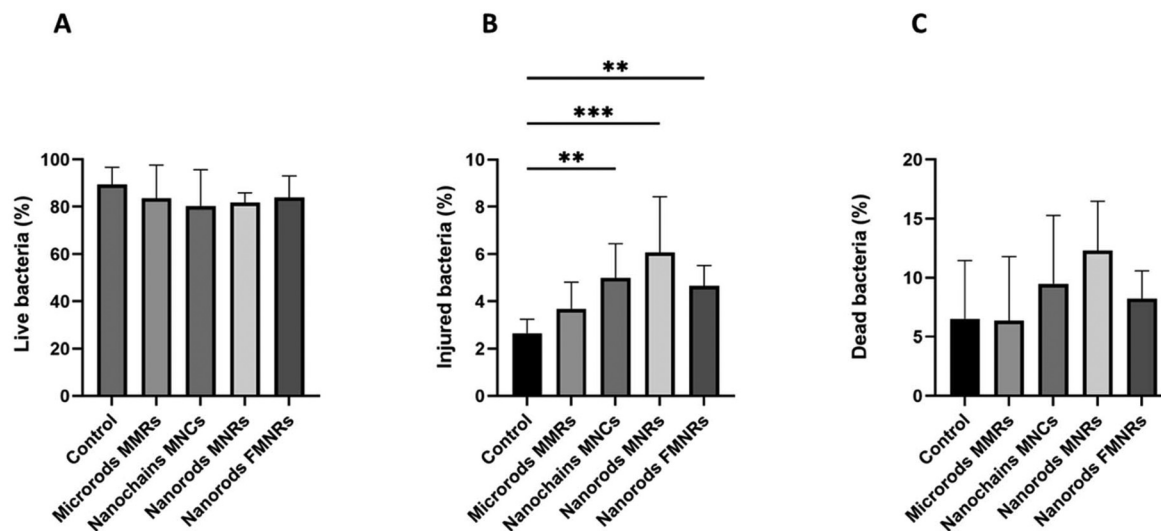 A
B
C
**
***
**
Live bacteria (%)
100
80
60
40
20
0
Control
Microrods MMRs
Nanochains MNCs
Nanorods MNRs
Nanorods FMNRs
Injured bacteria (%)
10
8
6
4
2
0
Control
Microrods MMRs
Nanochains MNCs
Nanorods MNRs
Nanorods FMNRs
Dead bacteria (%)
20
15
10
5
0
Control
Microrods MMRs
Nanochains MNCs
Nanorods MNRs
Nanorods FMNRs